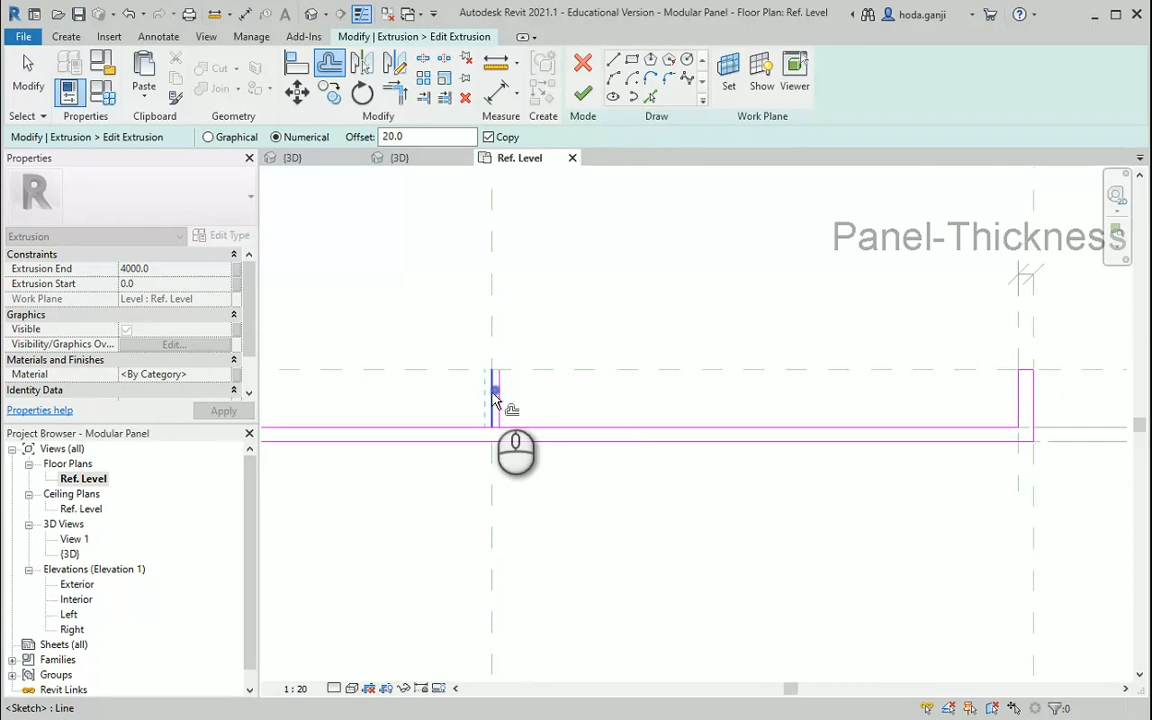 Autodesk Revit 2021.1 - Educational Version - Modular Panel - Floor Plan: Ref. Level
hoda.ganji
File Create Insert Annotate View Manage Add-Ins Modify | Extrusion > Edit Extrusion
Modify Paste Cut Join Set Show Viewer
Select Properties Clipboard Geometry Modify Measure Create Mode Draw Work Plane
Modify | Extrusion > Edit Extrusion Graphical Numerical Offset: 20.0 Copy
Properties
{3D} {3D} Ref. Level
Extrusion Edit Type
Constraints
Extrusion End 4000.0
Extrusion Start 0.0
Work Plane Level : Ref. Level
Graphics
Visible
Visibility/Graphics Ov... Edit...
Materials and Finishes
Material <By Category>
Identity Data
Properties help Apply
Panel-Thickness
Project Browser - Modular Panel
Views (all)
Floor Plans
Ref. Level
Ceiling Plans
Ref. Level
3D Views
View 1
{3D}
Elevations (Elevation 1)
Exterior
Interior
Left
Right
Sheets (all)
Families
Groups
Revit Links
1 : 20
<Sketch> : Line
:0